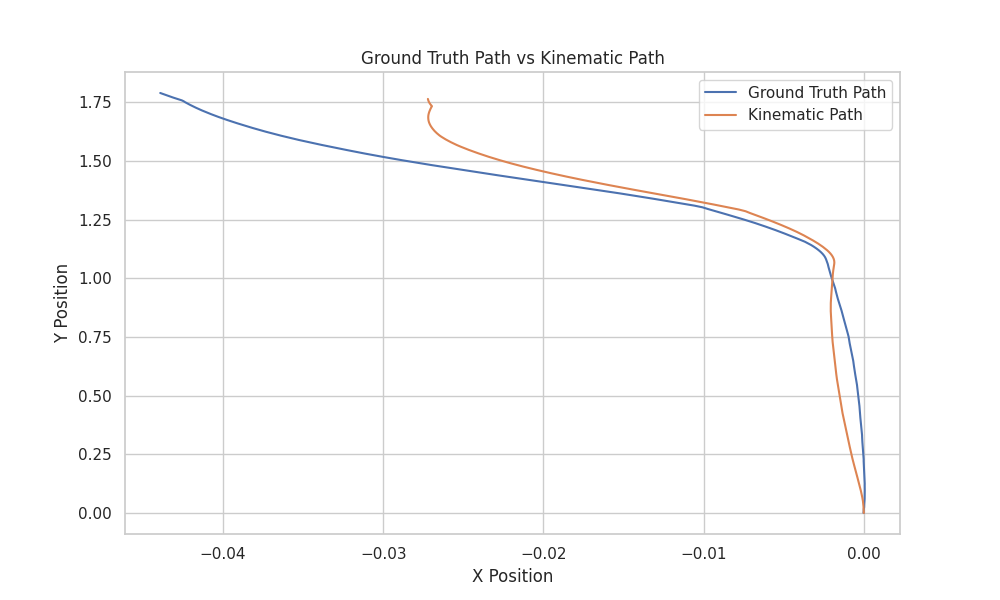 Ground Truth Path vs Kinematic Path
Ground Truth Path
Kinematic Path
Y Position
1.75
1.50
1.25
1.00
0.75
0.50
0.25
0.00
−0.04
−0.03
−0.02
−0.01
0.00
X Position